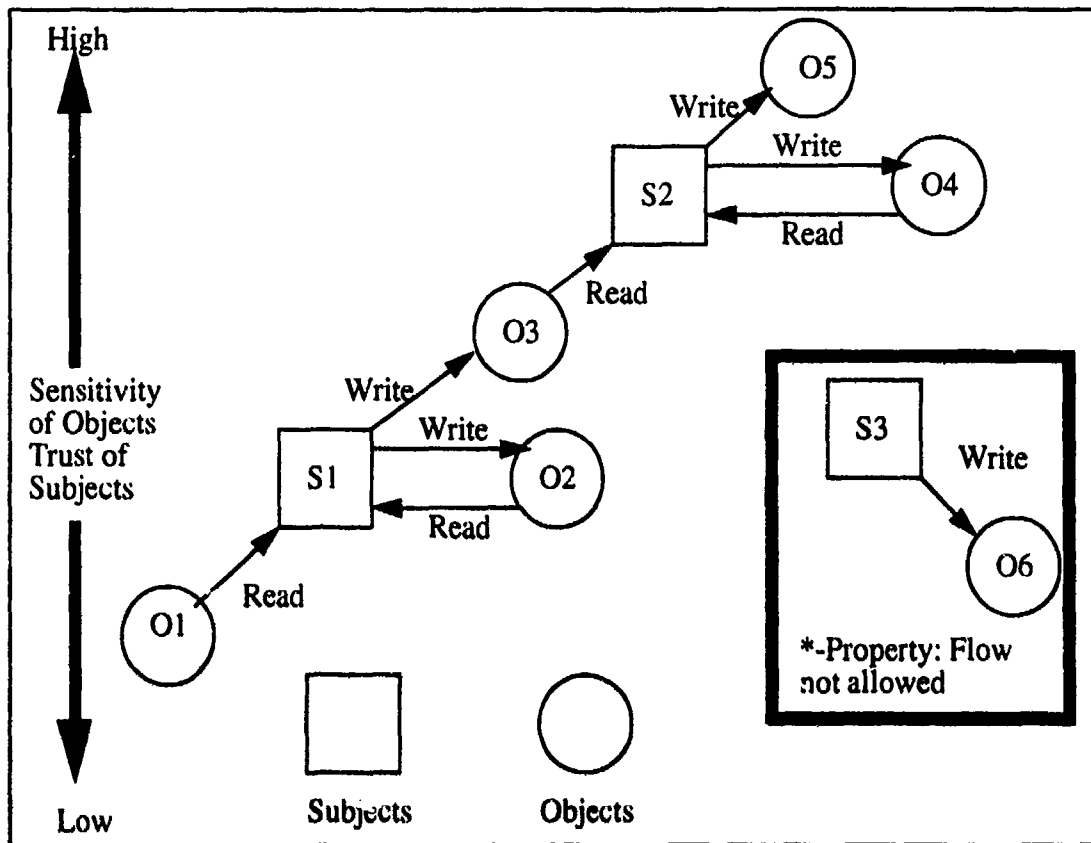 High
O5
Write
Write
S2
O4
Read
Read
O3
Sensitivity
of Objects
Trust of
Subjects
Write
Write
S1
O2
Read
Read
O1
S3
Write
O6
*-Property: Flow
not allowed
Low
Subjects
Objects